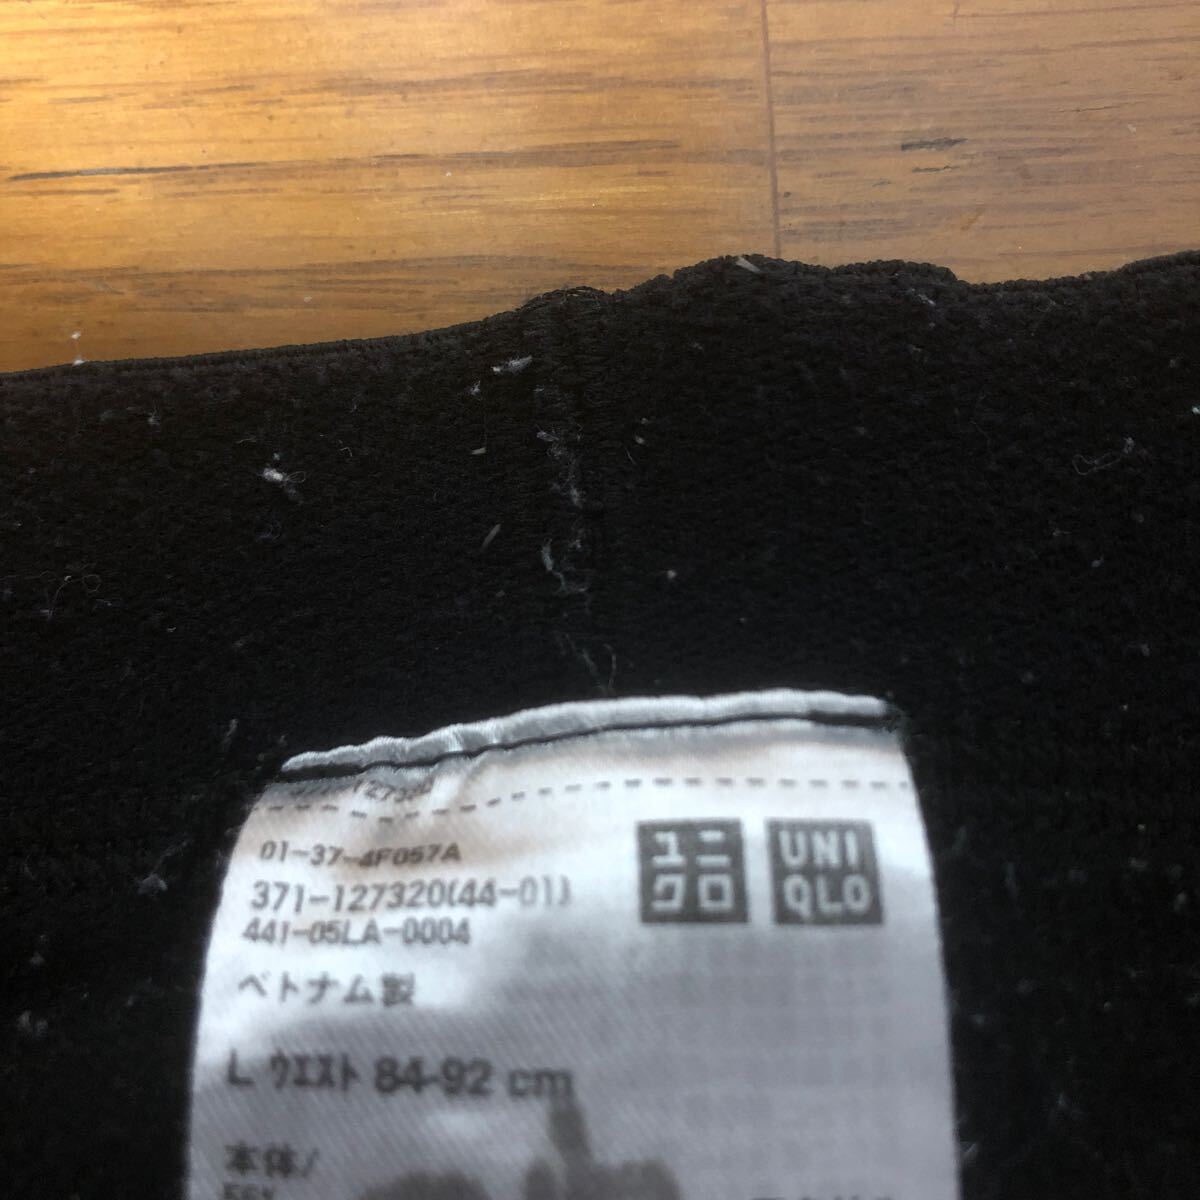 127320
01-37-4F057A
371-127320(44-01)
441-05LA-0004
ユニ
クロ
UNI
QLO
ベトナム製
L ウエスト 84-92 cm
本体/